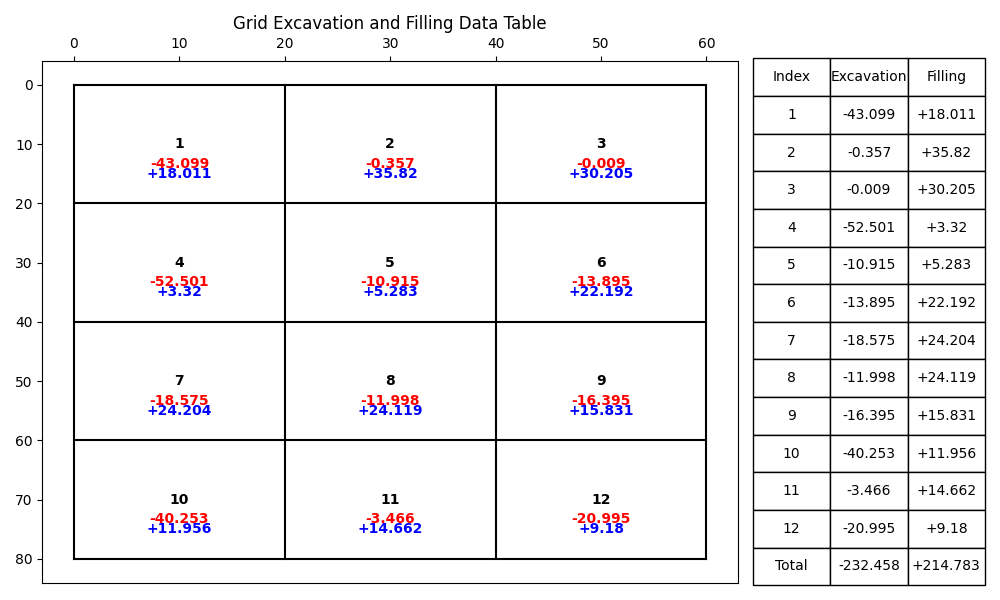 Grid Excavation and Filling Data Table
0 10 20 30 40 50 60
0
10
20
30
40
50
60
70
80
1
-43.099
+18.011
2
-0.357
+35.82
3
-0.009
+30.205
4
-52.501
+3.32
5
-10.915
+5.283
6
-13.895
+22.192
7
-18.575
+24.204
8
-11.998
+24.119
9
-16.395
+15.831
10
-40.253
+11.956
11
-3.466
+14.662
12
-20.995
+9.18
Index Excavation Filling
1 -43.099 +18.011
2 -0.357 +35.82
3 -0.009 +30.205
4 -52.501 +3.32
5 -10.915 +5.283
6 -13.895 +22.192
7 -18.575 +24.204
8 -11.998 +24.119
9 -16.395 +15.831
10 -40.253 +11.956
11 -3.466 +14.662
12 -20.995 +9.18
Total -232.458 +214.783